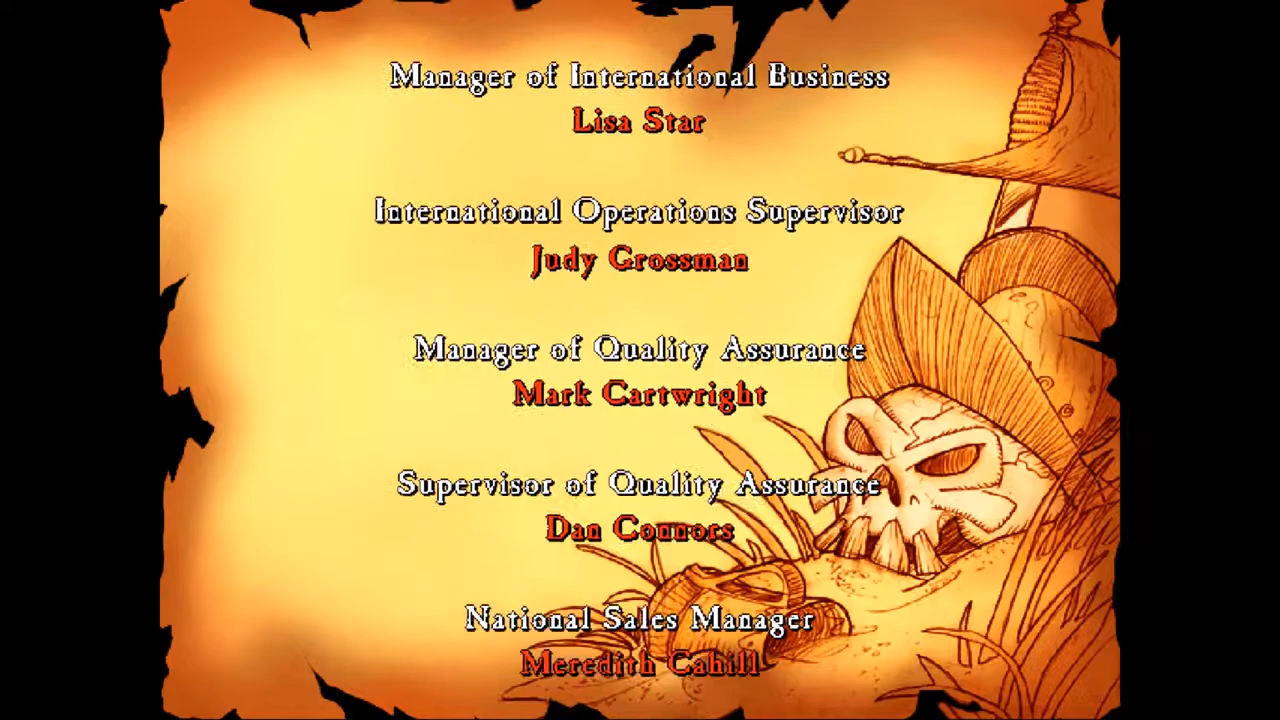 Manager of International Business
Lisa Star
International Operations Supervisor
Judy Grossman
Manager of Quality Assurance
Mark Cartwright
Supervisor of Quality Assurance
Dan Connors
National Sales Manager
Meredith Cahill